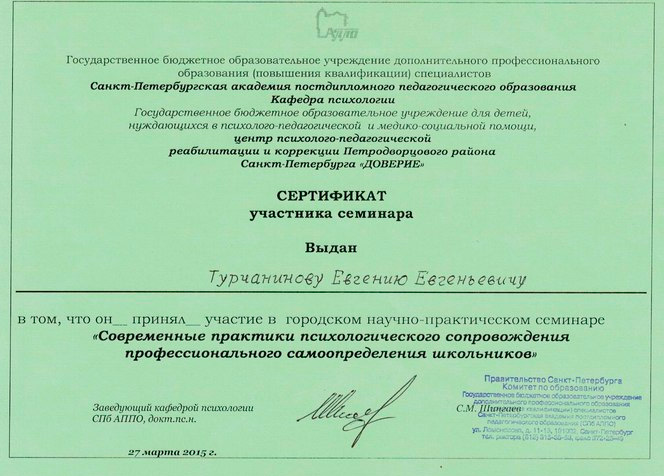 АППО
Государственное бюджетное образовательное учреждение дополнительного профессионального
образования (повышения квалификации) специалистов
Санкт-Петербургская академия постдипломного педагогического образования
Кафедра психологии
Государственное бюджетное образовательное учреждение для детей,
нуждающихся в психолого-педагогической и медико-социальной помощи,
центр психолого-педагогической
реабилитации и коррекции Петродворцового района
Санкт-Петербурга «ДОВЕРИЕ»
СЕРТИФИКАТ
участника семинара
Выдан
Турчанинову Евгению Евгеньевичу
в том, что он__ принял__ участие в городском научно-практическом семинаре
«Современные практики психологического сопровождения
профессионального самоопределения школьников»
Заведующий кафедрой психологии
СПб АППО, докт.пс.н.
С.М. Шингаев
Правительство Санкт-Петербурга
Комитет по образованию
Государственное бюджетное образовательное учреждение
дополнительного профессионального образования
(повышения квалификации) специалистов
Санкт-Петербургская академия постдипломного
педагогического образования (СПб АППО)
ул. Ломоносова, д. 11-13, Санкт-Петербург
27 марта 2015 г.